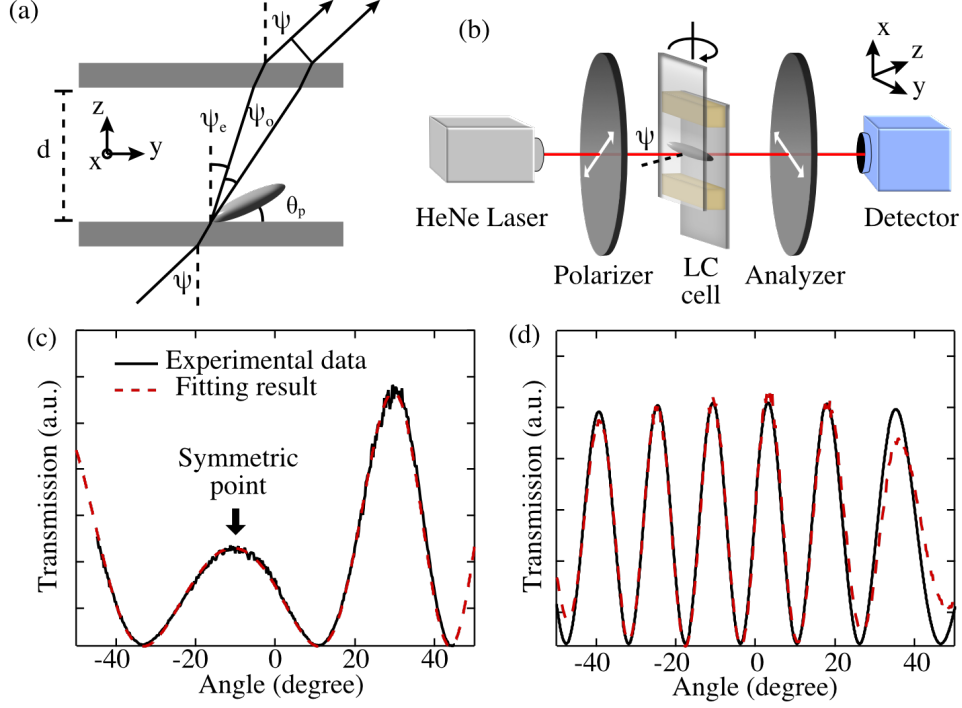 (a)
ψ
ψₑ
ψₒ
d
z
x
y
θₚ
ψ
(b)
x
z
y
ψ
HeNe Laser
Polarizer
LC
cell
Analyzer
Detector
(c)
Experimental data
Fitting result
Symmetric
point
Transmission (a.u.)
-40
-20
0
20
40
Angle (degree)
(d)
Transmission (a.u.)
-40
-20
0
20
40
Angle (degree)